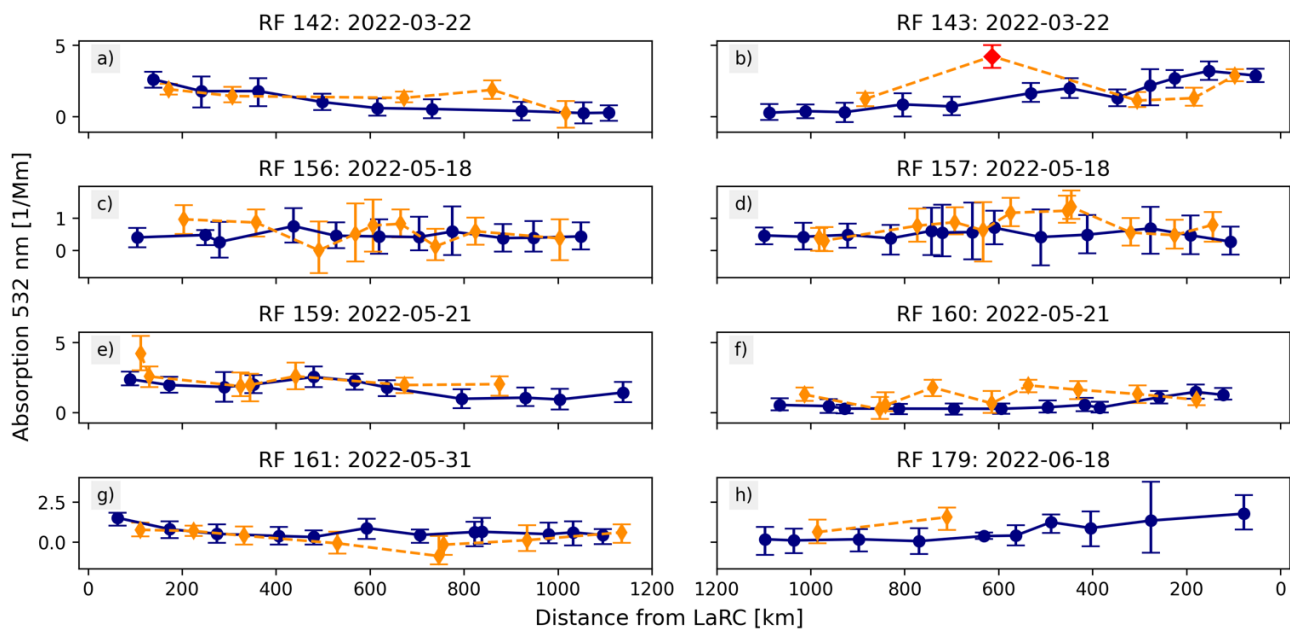 RF 142: 2022-03-22
RF 143: 2022-03-22
a)
b)
5
0
RF 156: 2022-05-18
RF 157: 2022-05-18
c)
d)
1
0
RF 159: 2022-05-21
RF 160: 2022-05-21
e)
f)
5
0
RF 161: 2022-05-31
RF 179: 2022-06-18
g)
h)
2.5
0.0
0 200 400 600 800 1000 1200
1200 1000 800 600 400 200 0
Absorption 532 nm [1/Mm]
Distance from LaRC [km]